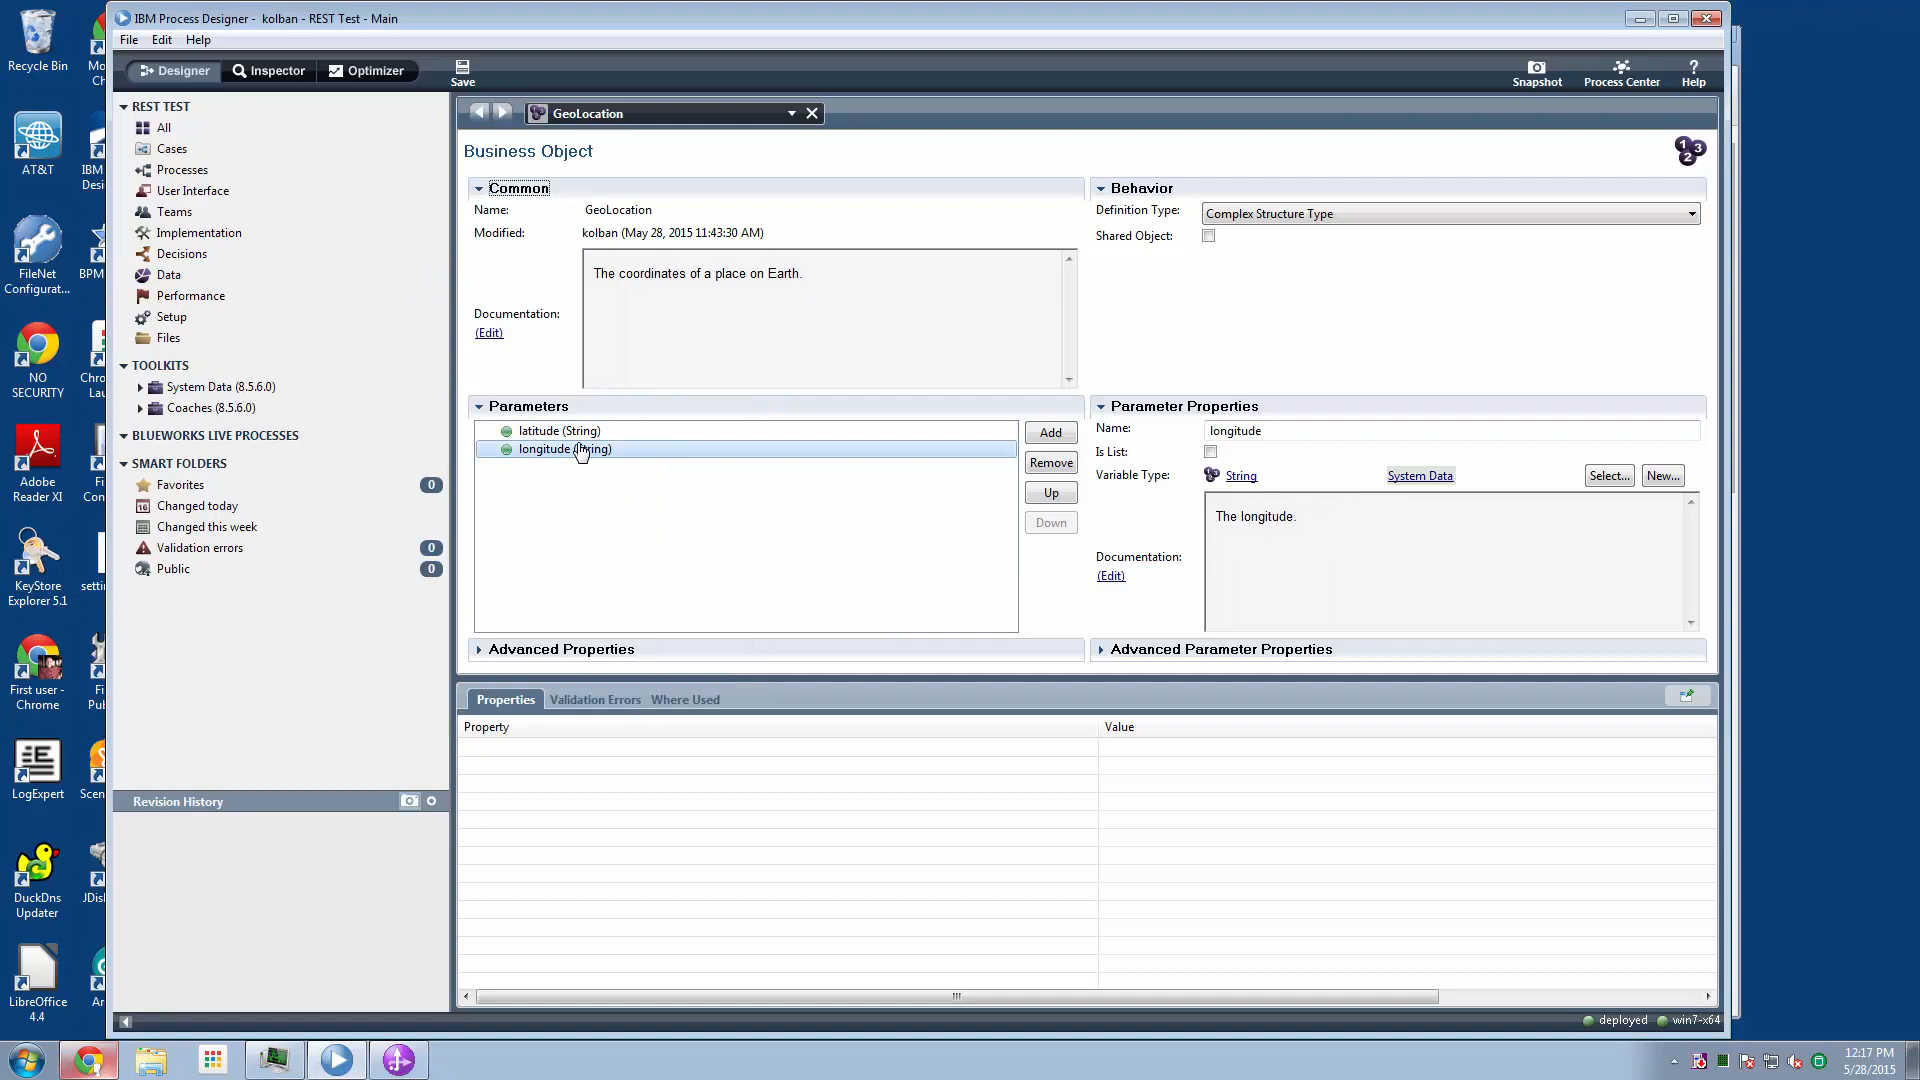 IBM Process Designer - kolban - REST Test - Main
File Edit Help
Designer Inspector Optimizer
Save
Snapshot
Process Center
Help
REST TEST
All
Cases
Processes
User Interface
Teams
Implementation
Decisions
Data
Performance
Setup
Files
TOOLKITS
System Data (8.5.6.0)
Coaches (8.5.6.0)
BLUEWORKS LIVE PROCESSES
SMART FOLDERS
Favorites 0
Changed today
Changed this week
Validation errors 0
Public 0
Revision History
GeoLocation
Business Object
Common
Name: GeoLocation
Modified: kolban (May 28, 2015 11:43:30 AM)
The coordinates of a place on Earth.
Documentation:
(Edit)
Behavior
Definition Type: Complex Structure Type
Shared Object:
Parameters
latitude (String)
longitude (String)
Add
Remove
Up
Down
Parameter Properties
Name: longitude
Is List:
Variable Type: String System Data Select... New...
The longitude.
Documentation:
(Edit)
Advanced Properties
Advanced Parameter Properties
Properties Validation Errors Where Used
Property Value
deployed win7-x64
Recycle Bin
AT&T
FileNet
Configurat...
NO
SECURITY
Adobe
Reader XI
KeyStore
Explorer 5.1
First user -
Chrome
LogExpert
DuckDns
Updater
LibreOffice
4.4
12:17 PM
5/28/2015